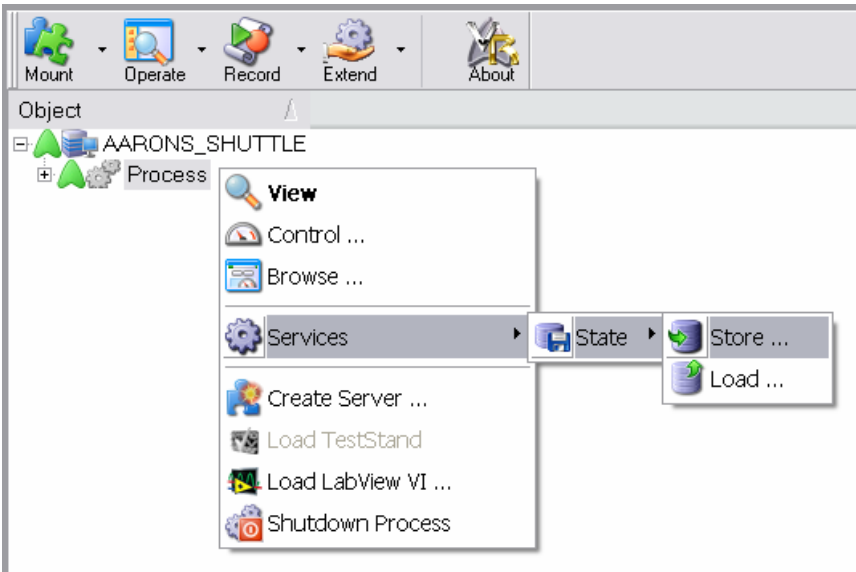 Mount Operate Record Extend About
Object
AARONS_SHUTTLE
Process
View
Control ...
Browse ...
Services State Store ...
Load ...
Create Server ...
Load TestStand
Load LabView VI ...
Shutdown Process